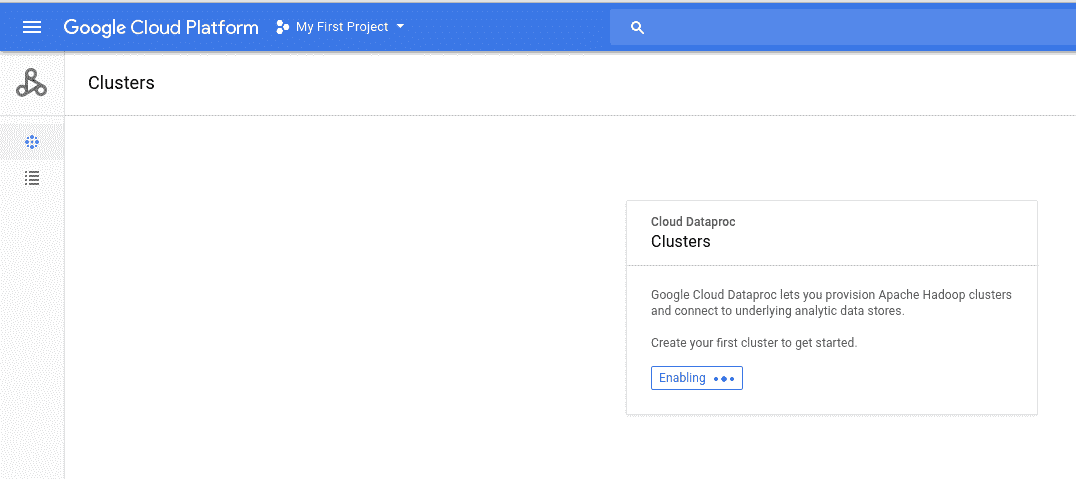 Google Cloud Platform
My First Project
Clusters
Cloud Dataproc
Clusters
Google Cloud Dataproc lets you provision Apache Hadoop clusters
and connect to underlying analytic data stores.
Create your first cluster to get started.
Enabling